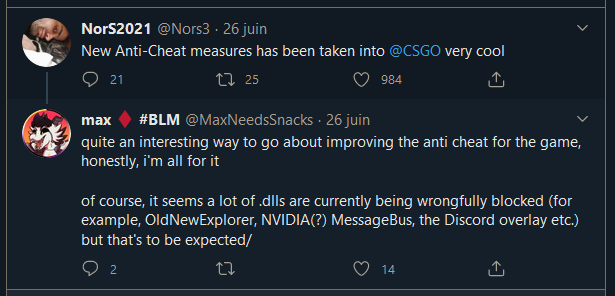 NorS2021 @Nors3 · 26 juin
New Anti-Cheat measures has been taken into @CSGO very cool
21 25 984
max ♦ #BLM @MaxNeedsSnacks · 26 juin
quite an interesting way to go about improving the anti cheat for the game,
honestly, i'm all for it
of course, it seems a lot of .dlls are currently being wrongfully blocked (for
example, OldNewExplorer, NVIDIA(?) MessageBus, the Discord overlay etc.)
but that's to be expected/
2 14